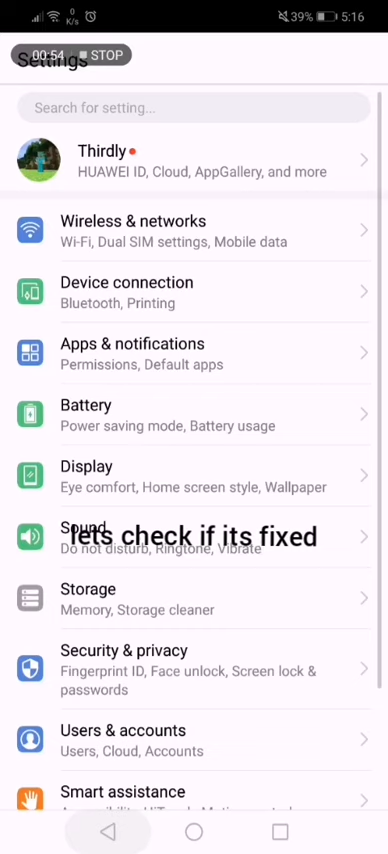 0
K/s
39%
5:16
00:54 STOP
Settings
Search for setting...
Thirdly
HUAWEI ID, Cloud, AppGallery, and more
Wireless & networks
Wi-Fi, Dual SIM settings, Mobile data
Device connection
Bluetooth, Printing
Apps & notifications
Permissions, Default apps
Battery
Power saving mode, Battery usage
Display
Eye comfort, Home screen style, Wallpaper
Sound
lets check if its fixed
Do not disturb, Ringtone, Vibrate
Storage
Memory, Storage cleaner
Security & privacy
Fingerprint ID, Face unlock, Screen lock &
passwords
Users & accounts
Users, Cloud, Accounts
Smart assistance